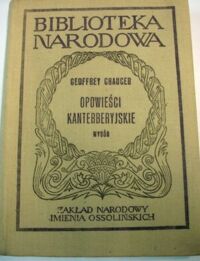 BIBLIOTEKA
NARODOWA
GEOFFREY CHAUCER
OPOWIEŚCI
KANTERBERYJSKIE
WYBÓR
ZAKŁAD NARODOWY
IMIENIA OSSOLIŃSKICH